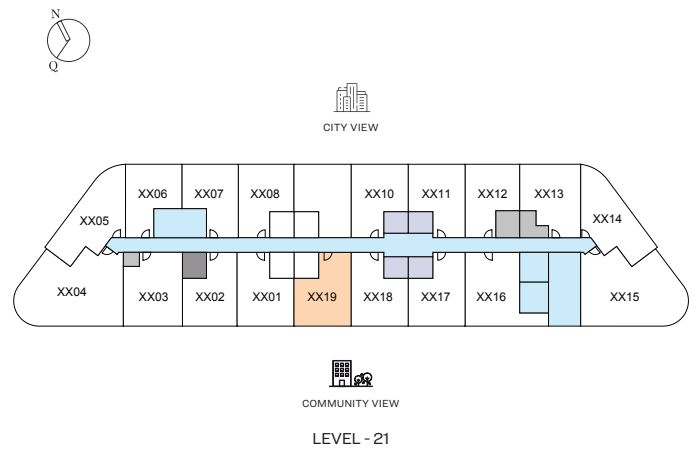 N
Q
CITY VIEW
XX06 XX07 XX08 XX10 XX11 XX12 XX13
XX05 XX14
XX04 XX03 XX02 XX01 XX19 XX18 XX17 XX16 XX15
COMMUNITY VIEW
LEVEL - 21